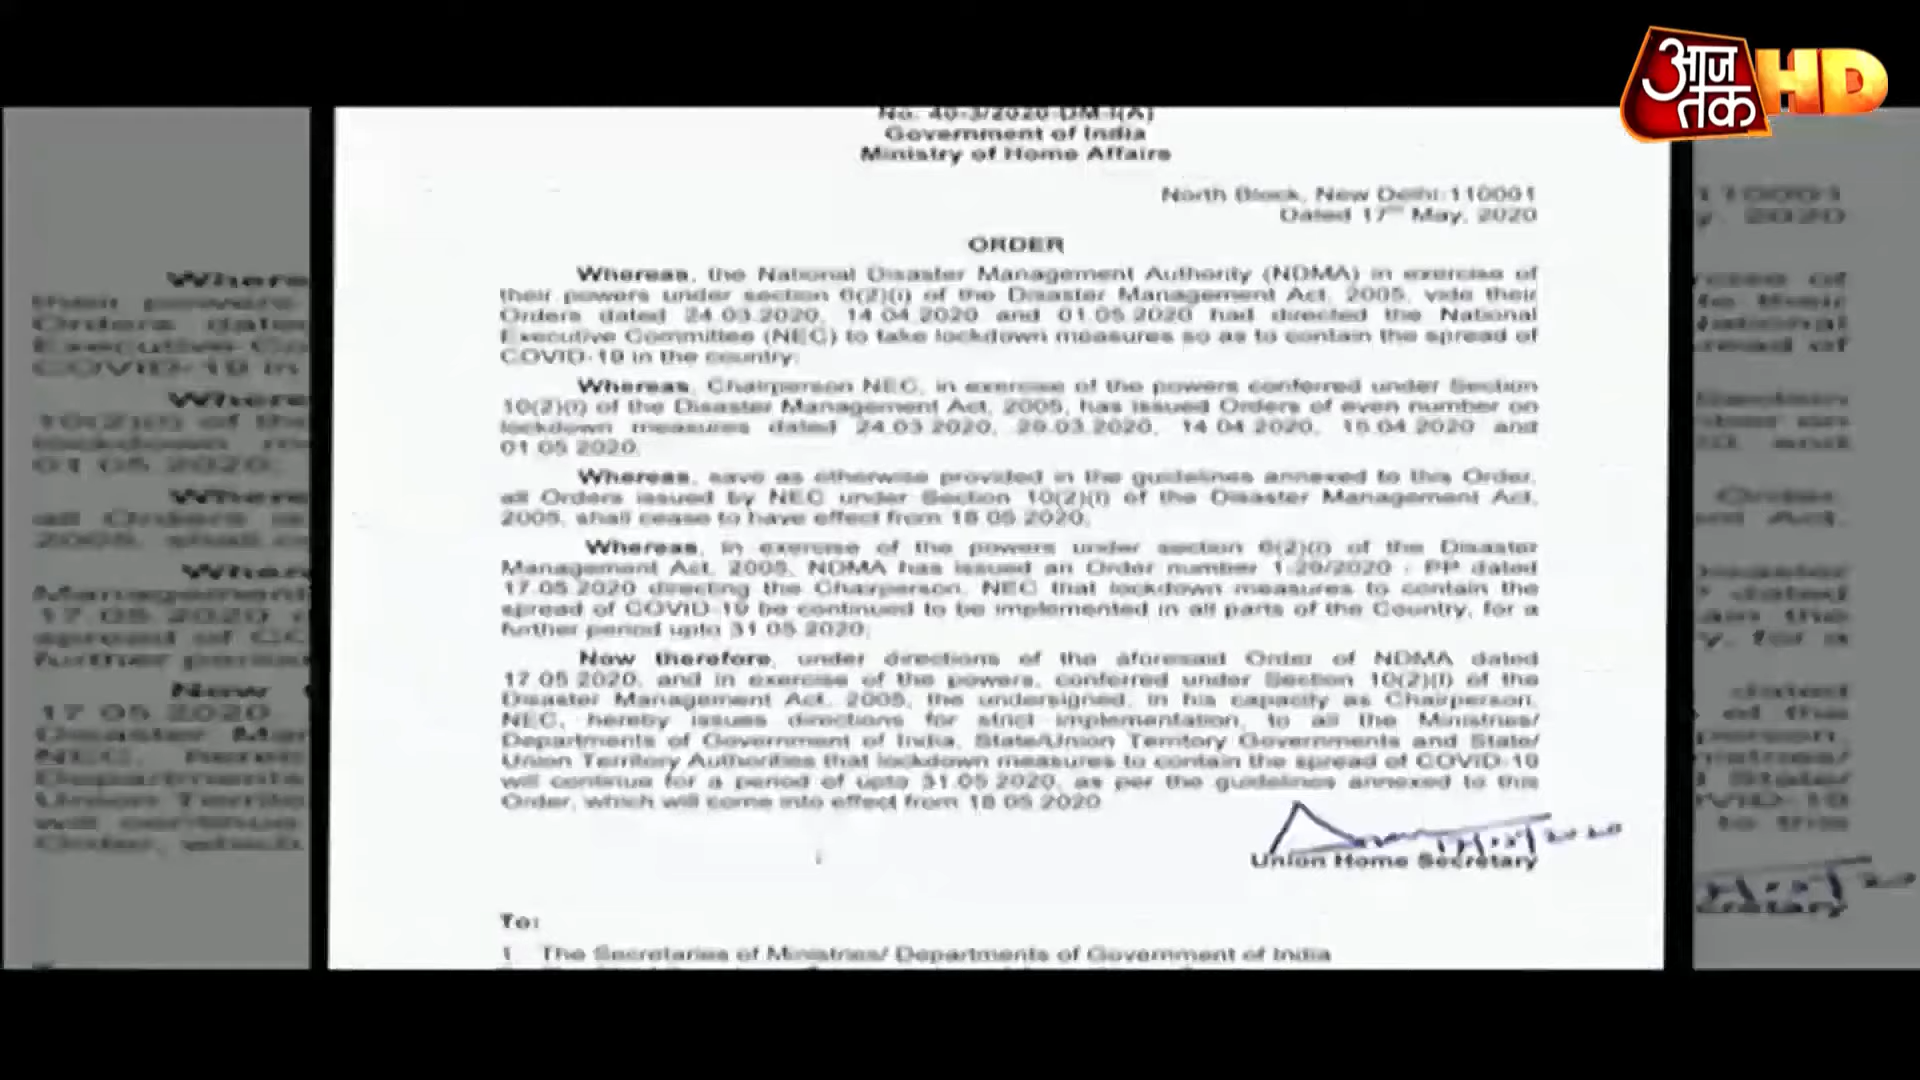 आज तक HD
No. 40-3/2020-DM-I(A)
Government of India
Ministry of Home Affairs
North Block, New Delhi-110001
Dated 17th May, 2020
ORDER
Whereas, the National Disaster Management Authority (NDMA) in exercise of
their powers under section 6(2)(i) of the Disaster Management Act, 2005, vide their
Orders dated 24.03.2020, 14.04.2020 and 01.05.2020 had directed the National
Executive Committee (NEC) to take lockdown measures so as to contain the spread of
COVID-19 in the country;
Whereas, Chairperson NEC, in exercise of the powers conferred under Section
10(2)(l) of the Disaster Management Act, 2005, has issued Orders of even number on
lockdown measures dated 24.03.2020, 29.03.2020, 14.04.2020, 15.04.2020 and
01.05.2020;
Whereas, save as otherwise provided in the guidelines annexed to this Order,
all Orders issued by NEC under Section 10(2)(l) of the Disaster Management Act,
2005, shall cease to have effect from 18.05.2020;
Whereas, in exercise of the powers under section 6(2)(i) of the Disaster
Management Act, 2005, NDMA has issued an Order number 1-29/2020 - PP dated
17.05.2020 directing the Chairperson, NEC that lockdown measures to contain the
spread of COVID-19 be continued to be implemented in all parts of the Country, for a
further period upto 31.05.2020;
Now therefore, under directions of the aforesaid Order of NDMA dated
17.05.2020, and in exercise of the powers, conferred under Section 10(2)(l) of the
Disaster Management Act, 2005, the undersigned, in his capacity as Chairperson,
NEC, hereby issues directions for strict implementation, to all the Ministries/
Departments of Government of India, State/Union Territory Governments and State/
Union Territory Authorities that lockdown measures to contain the spread of COVID-19
will continue for a period of upto 31.05.2020, as per the guidelines annexed to this
Order, which will come into effect from 18.05.2020.
Union Home Secretary
To:
1. The Secretaries of Ministries/ Departments of Government of India